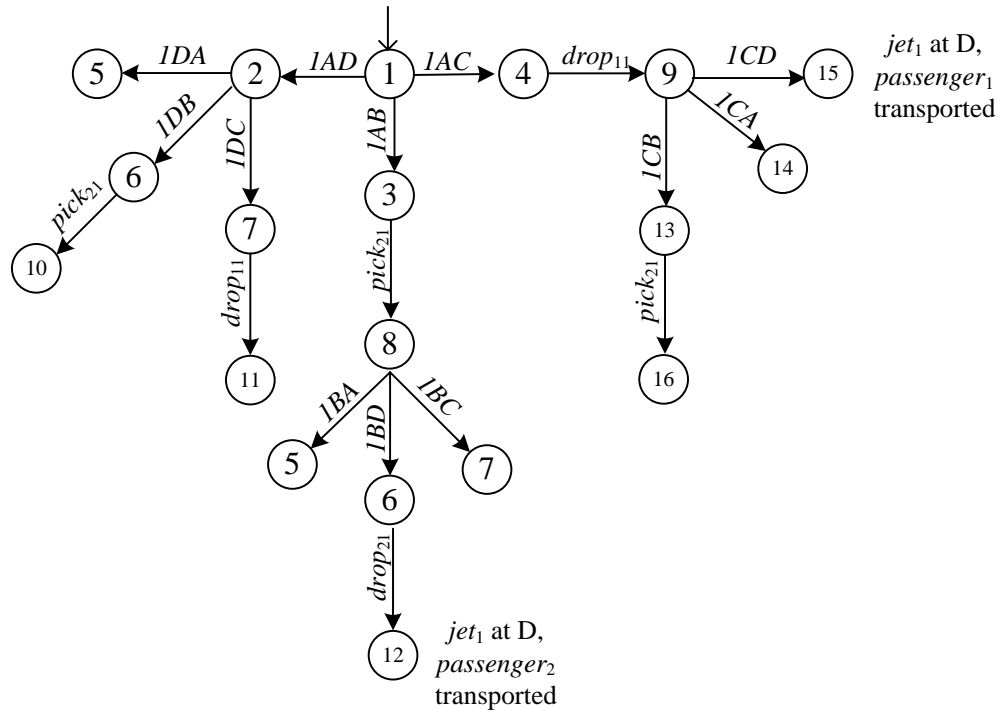 5
1DA
2
1AD
1
1AC
4
drop₁₁
9
1CD
15
jet₁ at D,
passenger₁
transported
1DB
1DC
1AB
1CB
1CA
14
6
3
pick₂₁
7
13
10
pick₂₁
drop₁₁
pick₂₁
8
11
16
1BA
1BD
1BC
5
7
6
drop₂₁
12
jet₁ at D,
passenger₂
transported